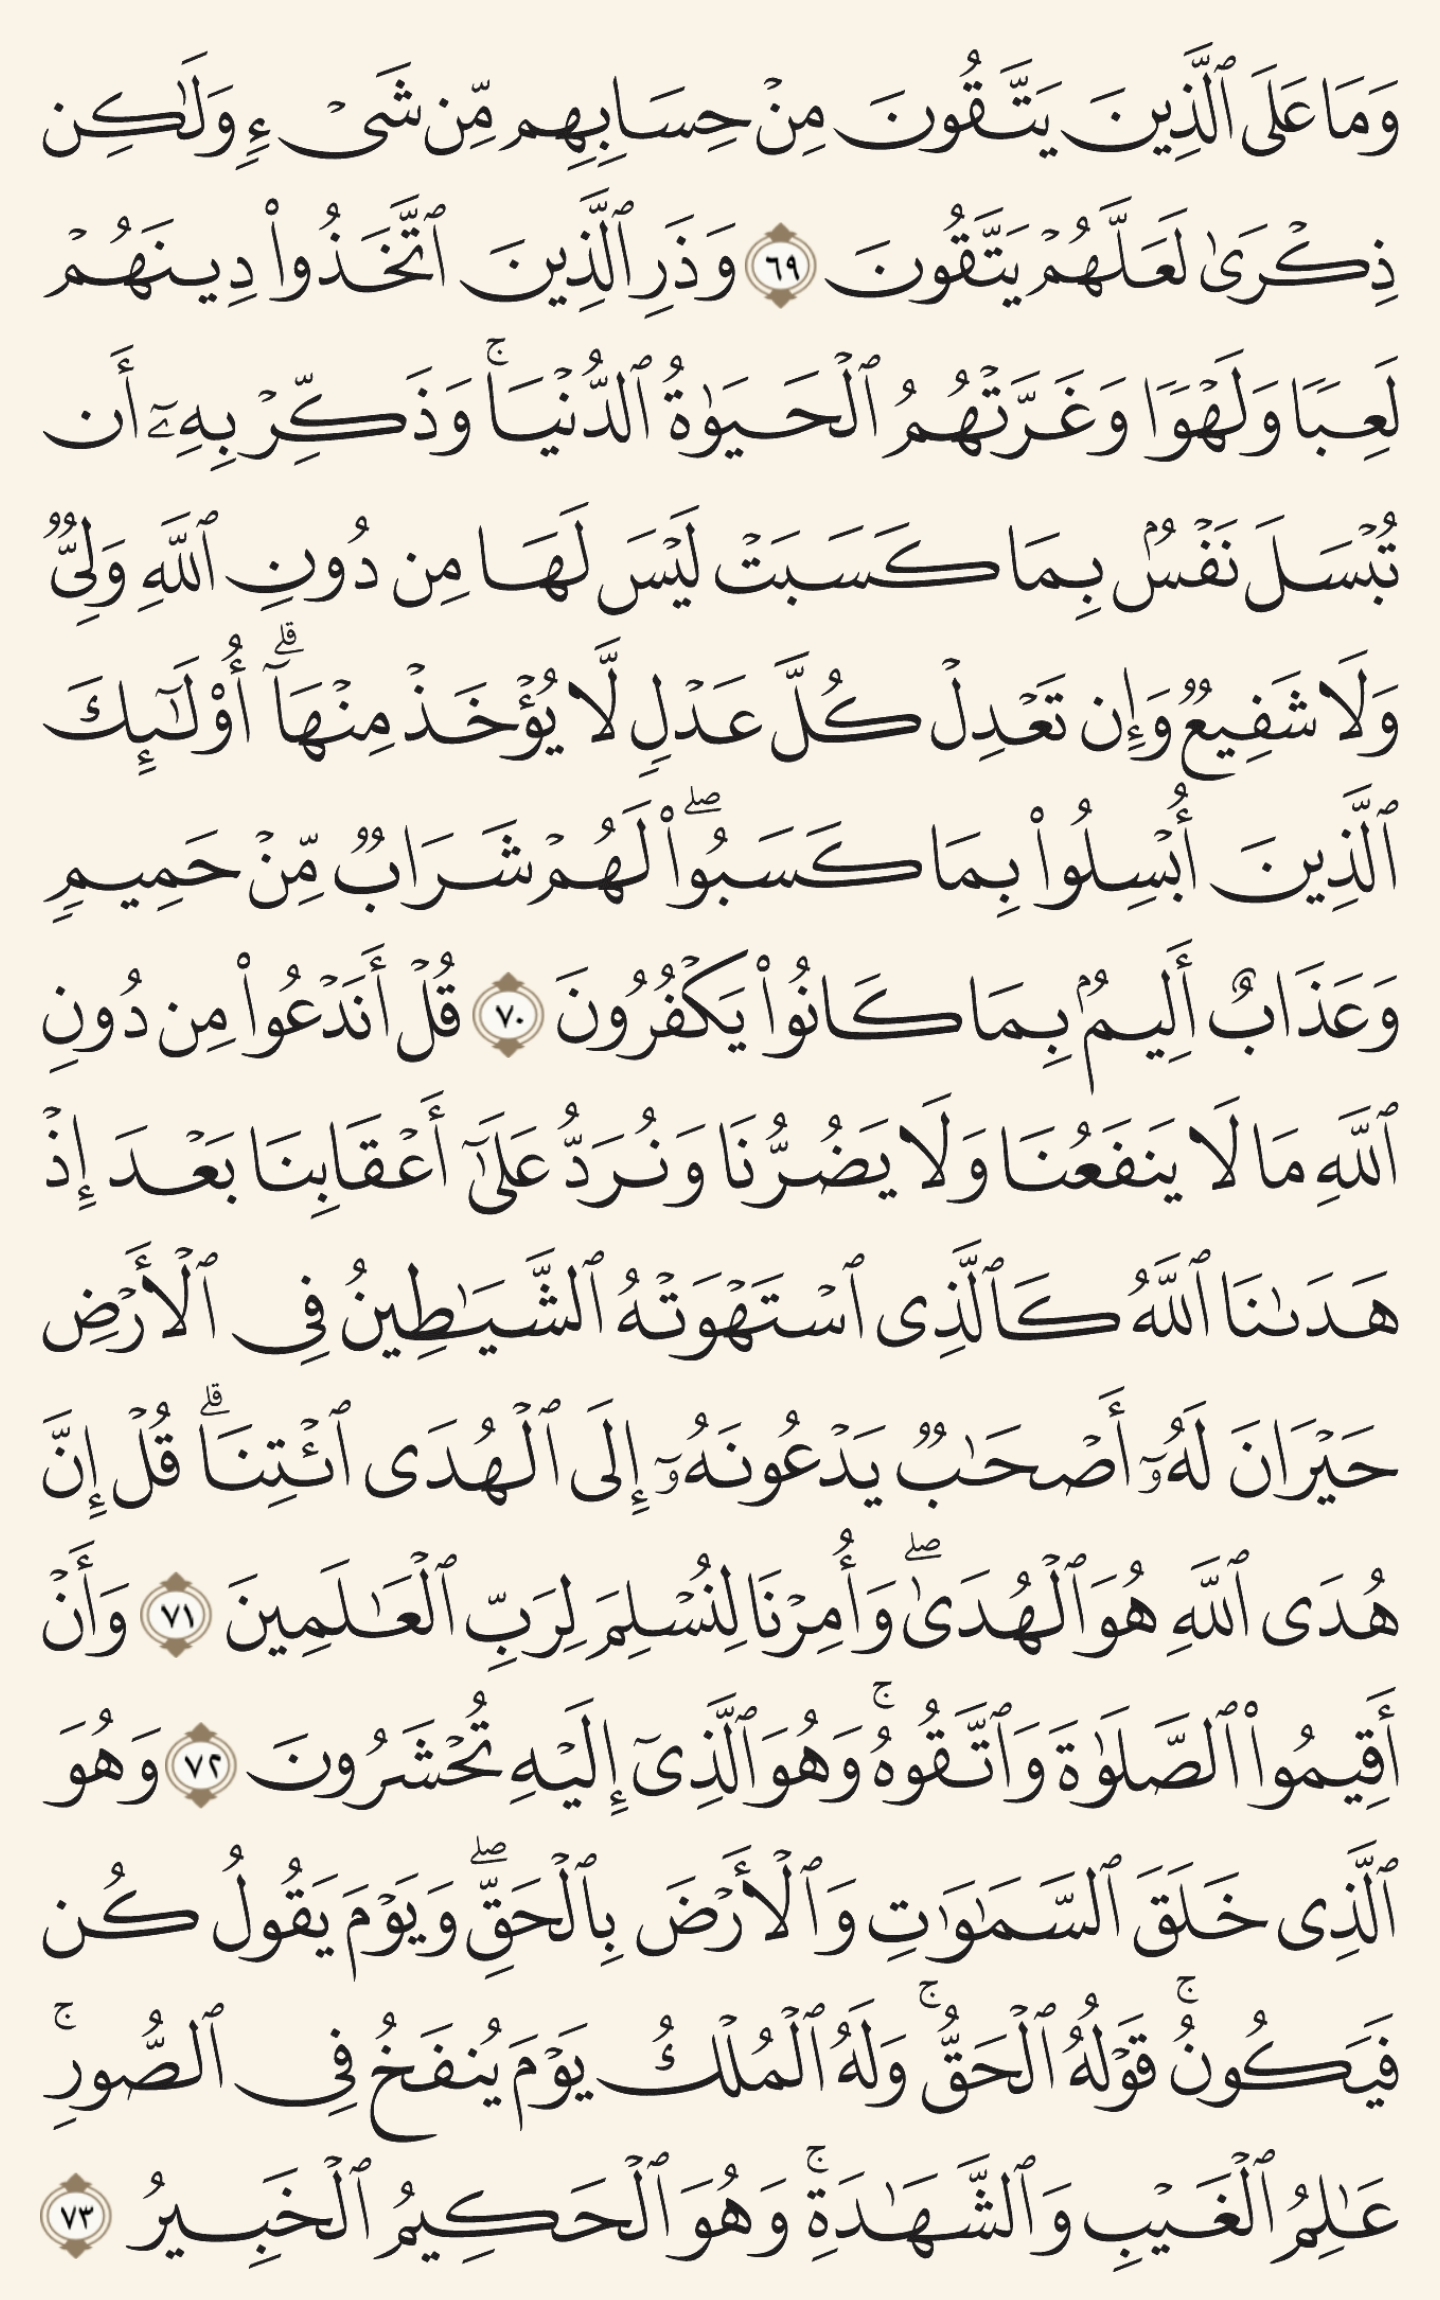 وَمَا عَلَى ٱلَّذِينَ يَتَّقُونَ مِنۡ حِسَابِهِم مِّن شَيۡءٖ وَلَٰكِن
ذِكۡرَىٰ لَعَلَّهُمۡ يَتَّقُونَ ٦٩ وَذَرِ ٱلَّذِينَ ٱتَّخَذُواْ دِينَهُمۡ
لَعِبٗا وَلَهۡوٗا وَغَرَّتۡهُمُ ٱلۡحَيَوٰةُ ٱلدُّنۡيَاۚ وَذَكِّرۡ بِهِۦٓ أَن
تُبۡسَلَ نَفۡسُۢ بِمَا كَسَبَتۡ لَيۡسَ لَهَا مِن دُونِ ٱللَّهِ وَلِيّٞ
وَلَا شَفِيعٞ وَإِن تَعۡدِلۡ كُلَّ عَدۡلٖ لَّا يُؤۡخَذۡ مِنۡهَآۗ أُوْلَٰٓئِكَ
ٱلَّذِينَ أُبۡسِلُواْ بِمَا كَسَبُواْۖ لَهُمۡ شَرَابٞ مِّنۡ حَمِيمٖ
وَعَذَابٌ أَلِيمُۢ بِمَا كَانُواْ يَكۡفُرُونَ ٧٠ قُلۡ أَنَدۡعُواْ مِن دُونِ
ٱللَّهِ مَا لَا يَنفَعُنَا وَلَا يَضُرُّنَا وَنُرَدُّ عَلَىٰٓ أَعۡقَابِنَا بَعۡدَ إِذۡ
هَدَىٰنَا ٱللَّهُ كَٱلَّذِي ٱسۡتَهۡوَتۡهُ ٱلشَّيَٰطِينُ فِي ٱلۡأَرۡضِ
حَيۡرَانَ لَهُۥٓ أَصۡحَٰبٞ يَدۡعُونَهُۥٓ إِلَى ٱلۡهُدَى ٱئۡتِنَاۗ قُلۡ إِنَّ
هُدَى ٱللَّهِ هُوَ ٱلۡهُدَىٰۖ وَأُمِرۡنَا لِنُسۡلِمَ لِرَبِّ ٱلۡعَٰلَمِينَ ٧١ وَأَنۡ
أَقِيمُواْ ٱلصَّلَوٰةَ وَٱتَّقُوهُۚ وَهُوَ ٱلَّذِيٓ إِلَيۡهِ تُحۡشَرُونَ ٧٢ وَهُوَ
ٱلَّذِي خَلَقَ ٱلسَّمَٰوَٰتِ وَٱلۡأَرۡضَ بِٱلۡحَقِّۖ وَيَوۡمَ يَقُولُ كُن
فَيَكُونُۚ قَوۡلُهُ ٱلۡحَقُّۚ وَلَهُ ٱلۡمُلۡكُ يَوۡمَ يُنفَخُ فِي ٱلصُّورِۚ
عَٰلِمُ ٱلۡغَيۡبِ وَٱلشَّهَٰدَةِۚ وَهُوَ ٱلۡحَكِيمُ ٱلۡخَبِيرُ ٧٣